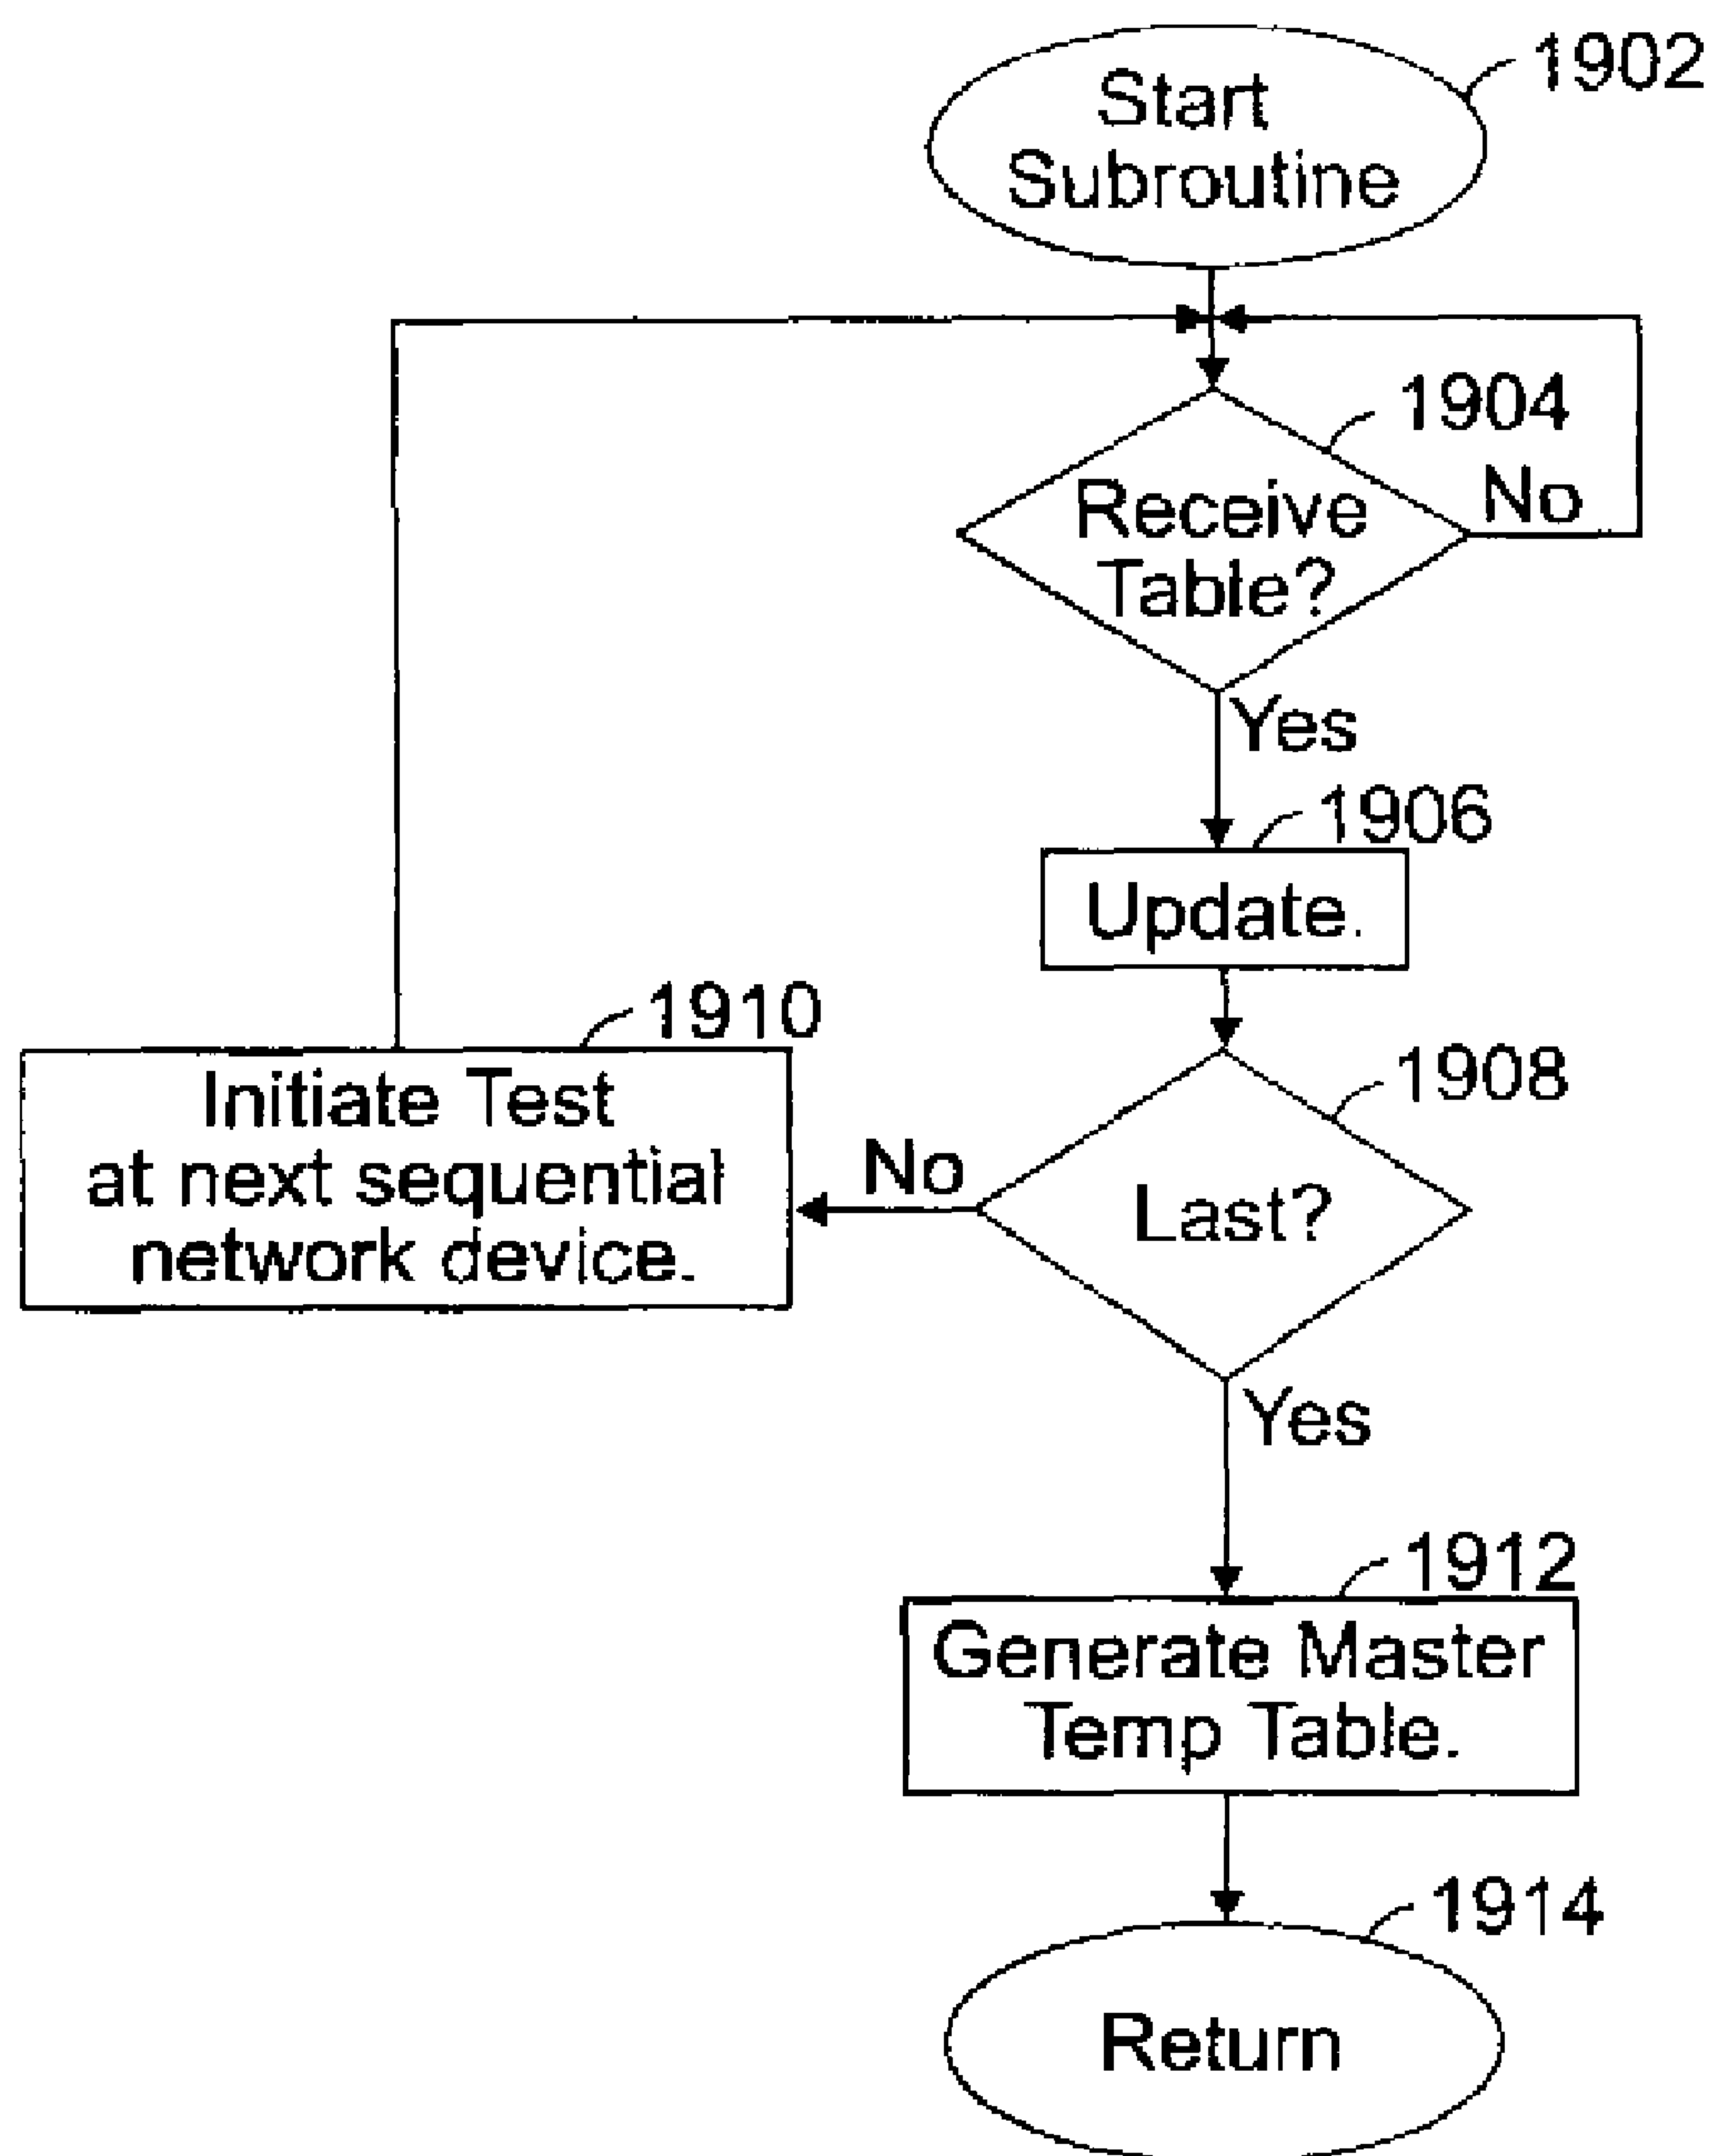 1902
Start
Subroutine
1904
Receive
Table?
No
Yes
1906
Update.
1910
Initiate Test
at next sequential
network device.
1908
Last?
No
Yes
1912
Generate Master
Temp Table.
1914
Return